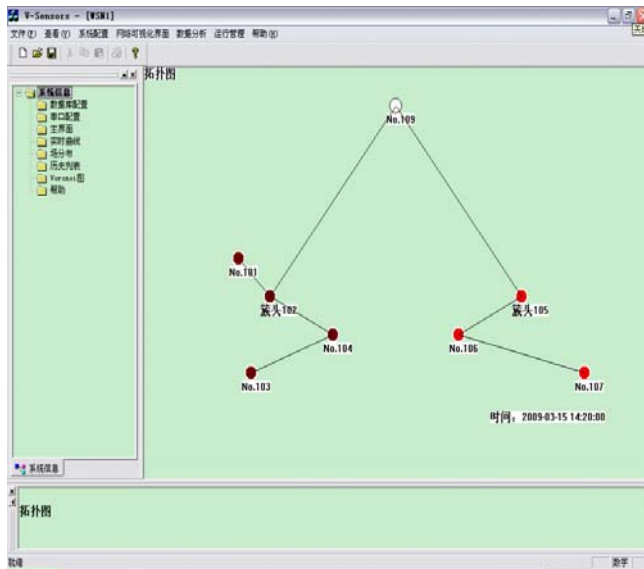 V-Sensors - [WSN1]
文件(F) 查看(V) 系统配置 网络可视化界面 数据分析 运行管理 帮助(H)
关闭
拓扑图
系统信息
数据库配置
串口配置
主界面
实时曲线
场分布
历史列表
Voronoi图
帮助
No.109
No.101
簇头102
簇头105
No.104
No.106
No.103
No.107
时间：2009-03-15 14:20:00
系统信息
拓扑图
就绪
数字